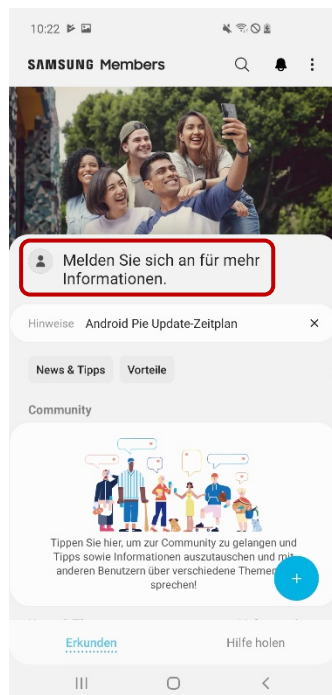 10:22
SAMSUNG Members
Melden Sie sich an für mehr
Informationen.
Hinweise Android Pie Update-Zeitplan
News & Tipps Vorteile
Community
Tippen Sie hier, um zur Community zu gelangen und
Tipps sowie Informationen auszutauschen und mit
anderen Benutzern über verschiedene Themen
sprechen!
Erkunden Hilfe holen